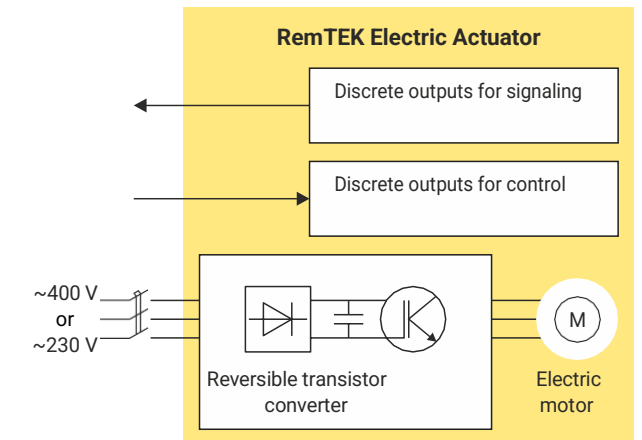 RemTEK Electric Actuator
Discrete outputs for signaling
Discrete outputs for control
~400 V
or
~230 V
Reversible transistor
converter
M
Electric
motor